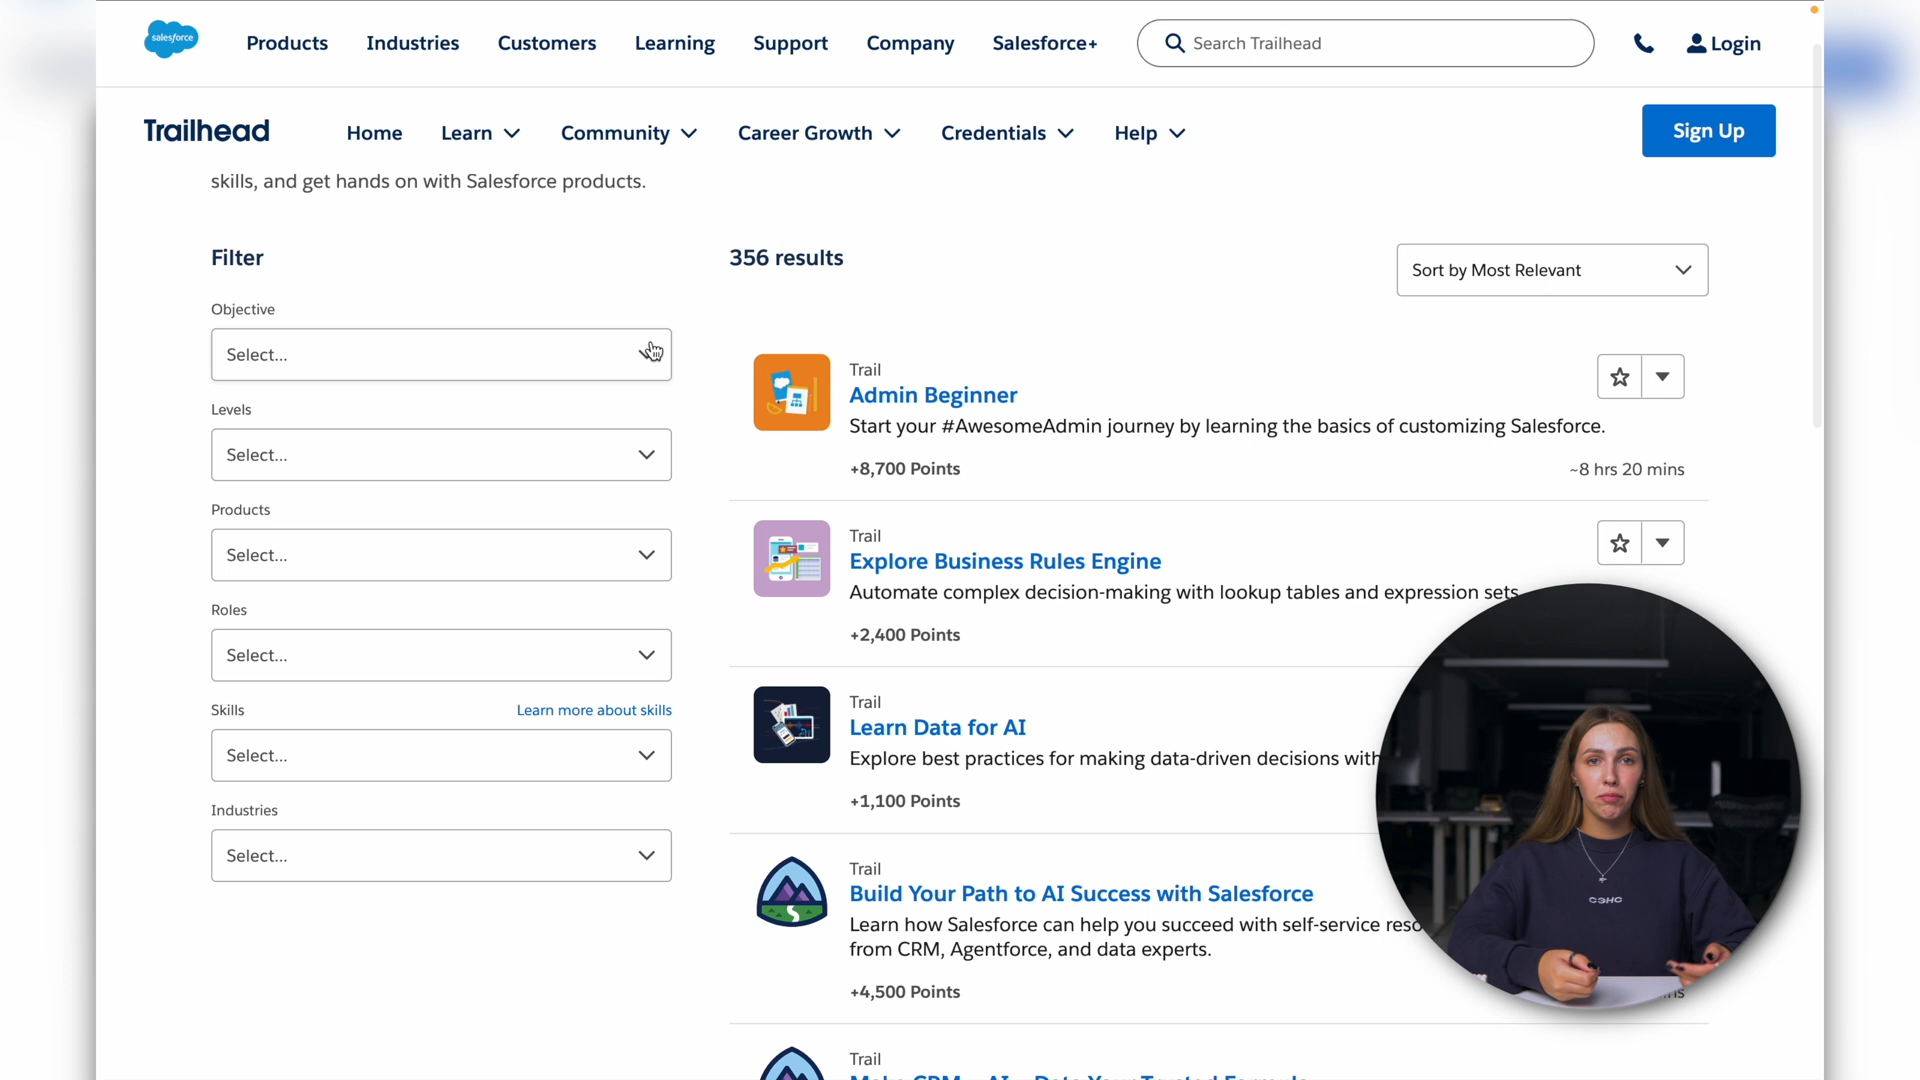 salesforce
Products
Industries
Customers
Learning
Support
Company
Salesforce+
Search Trailhead
Login
Trailhead
Home
Learn
Community
Career Growth
Credentials
Help
Sign Up
skills, and get hands on with Salesforce products.
Filter
Objective
Select...
Levels
Select...
Products
Select...
Roles
Select...
Skills
Learn more about skills
Select...
Industries
Select...
356 results
Sort by Most Relevant
Trail
Admin Beginner
Start your #AwesomeAdmin journey by learning the basics of customizing Salesforce.
+8,700 Points
~8 hrs 20 mins
Trail
Explore Business Rules Engine
Automate complex decision-making with lookup tables and expression sets
+2,400 Points
Trail
Learn Data for AI
Explore best practices for making data-driven decisions with
+1,100 Points
Trail
Build Your Path to AI Success with Salesforce
Learn how Salesforce can help you succeed with self-service reso
from CRM, Agentforce, and data experts.
+4,500 Points
Trail
СЭНС